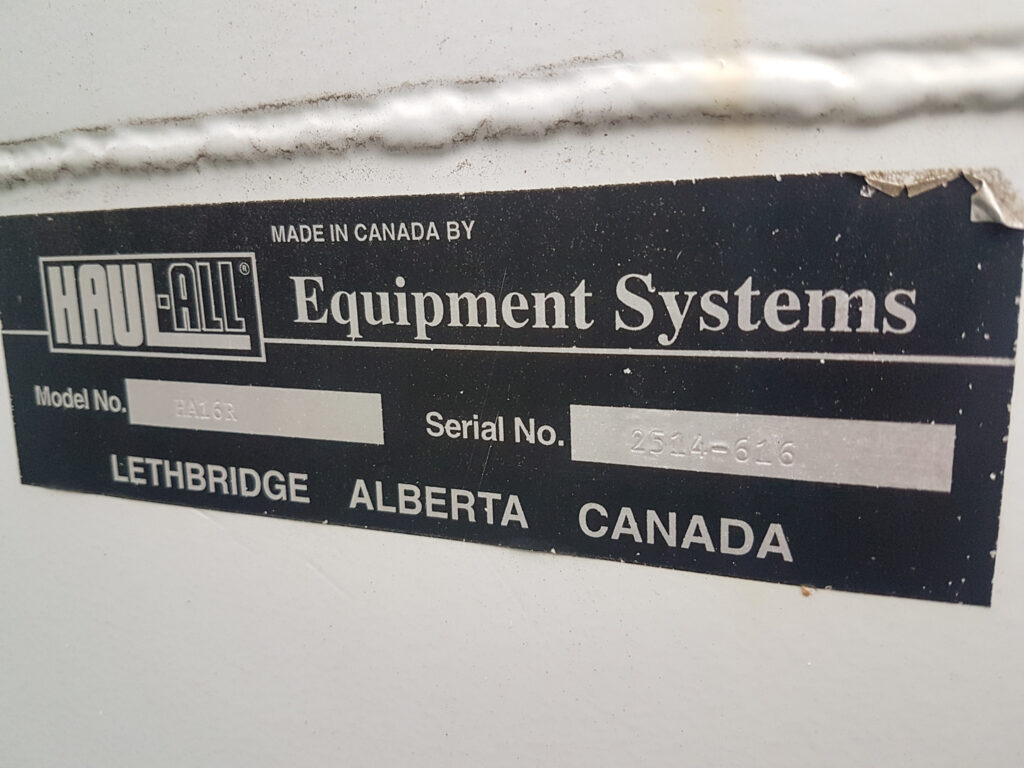 MADE IN CANADA BY
HAUL-ALL® Equipment Systems
Model No. HA16R Serial No. 2514-616
LETHBRIDGE ALBERTA CANADA